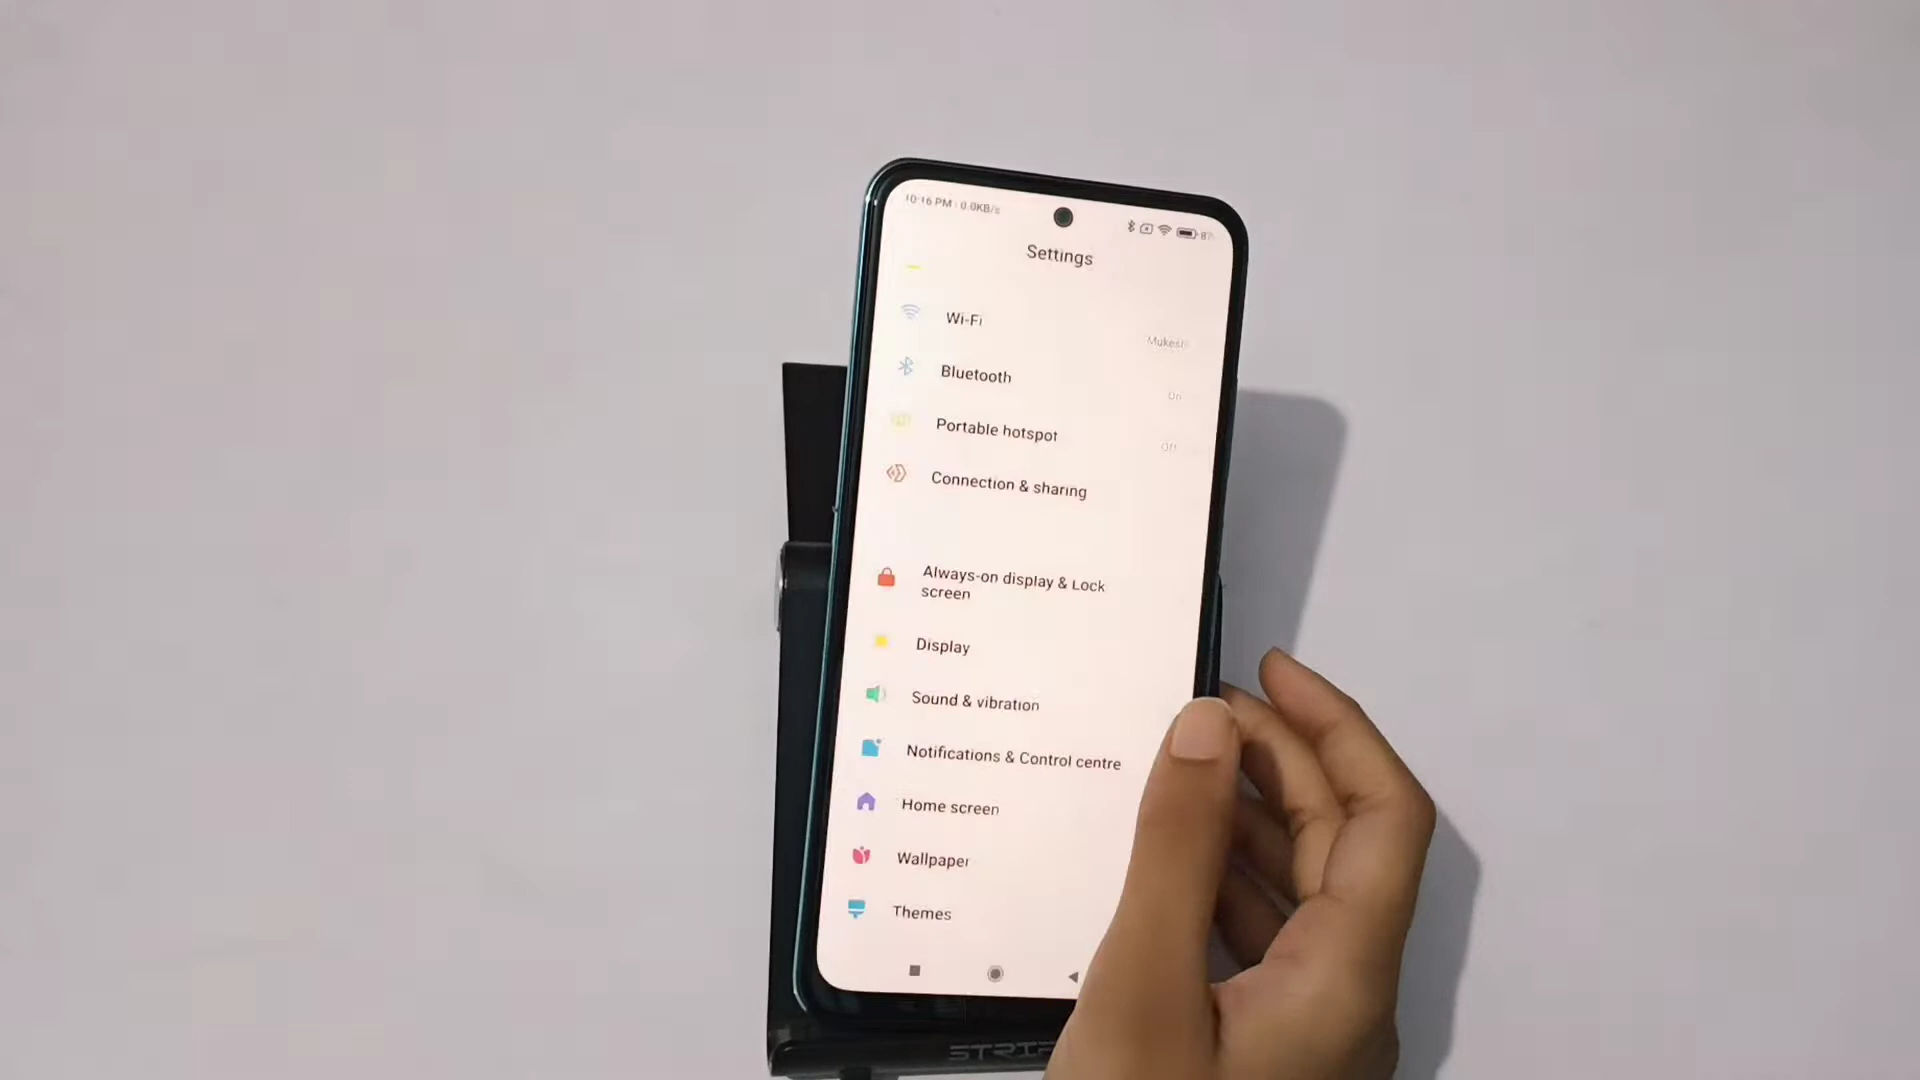 10:16 PM | 0.0KB/s
Settings
Wi-Fi
Mukesh
Bluetooth
On
Portable hotspot
Off
Connection & sharing
Always-on display & Lock
screen
Display
Sound & vibration
Notifications & Control centre
Home screen
Wallpaper
Themes